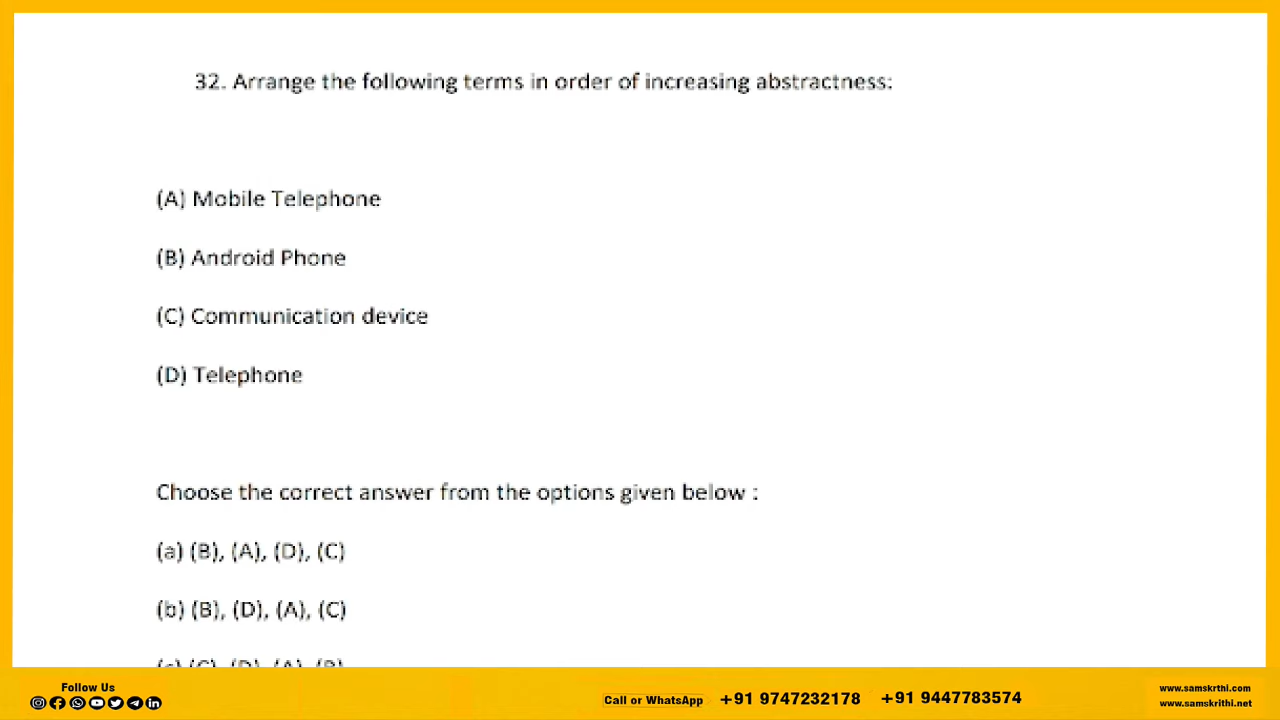 32. Arrange the following terms in order of increasing abstractness:
(A) Mobile Telephone
(B) Android Phone
(C) Communication device
(D) Telephone
Choose the correct answer from the options given below :
(a) (B), (A), (D), (C)
(b) (B), (D), (A), (C)
(c) (C), (D), (A), (B)
Follow Us
Call or WhatsApp +91 9747232178 +91 9447783574
www.samskrthi.com
www.samskrithi.net